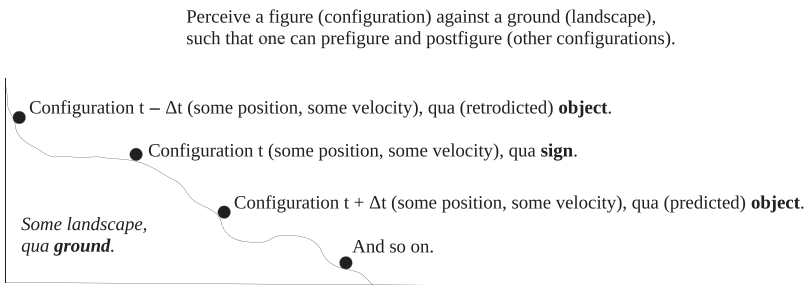 Perceive a figure (configuration) against a ground (landscape),
such that one can prefigure and postfigure (other configurations).
Configuration t – Δt (some position, some velocity), qua (retrodicted) object.
Configuration t (some position, some velocity), qua sign.
Configuration t + Δt (some position, some velocity), qua (predicted) object.
Some landscape,
qua ground.
And so on.